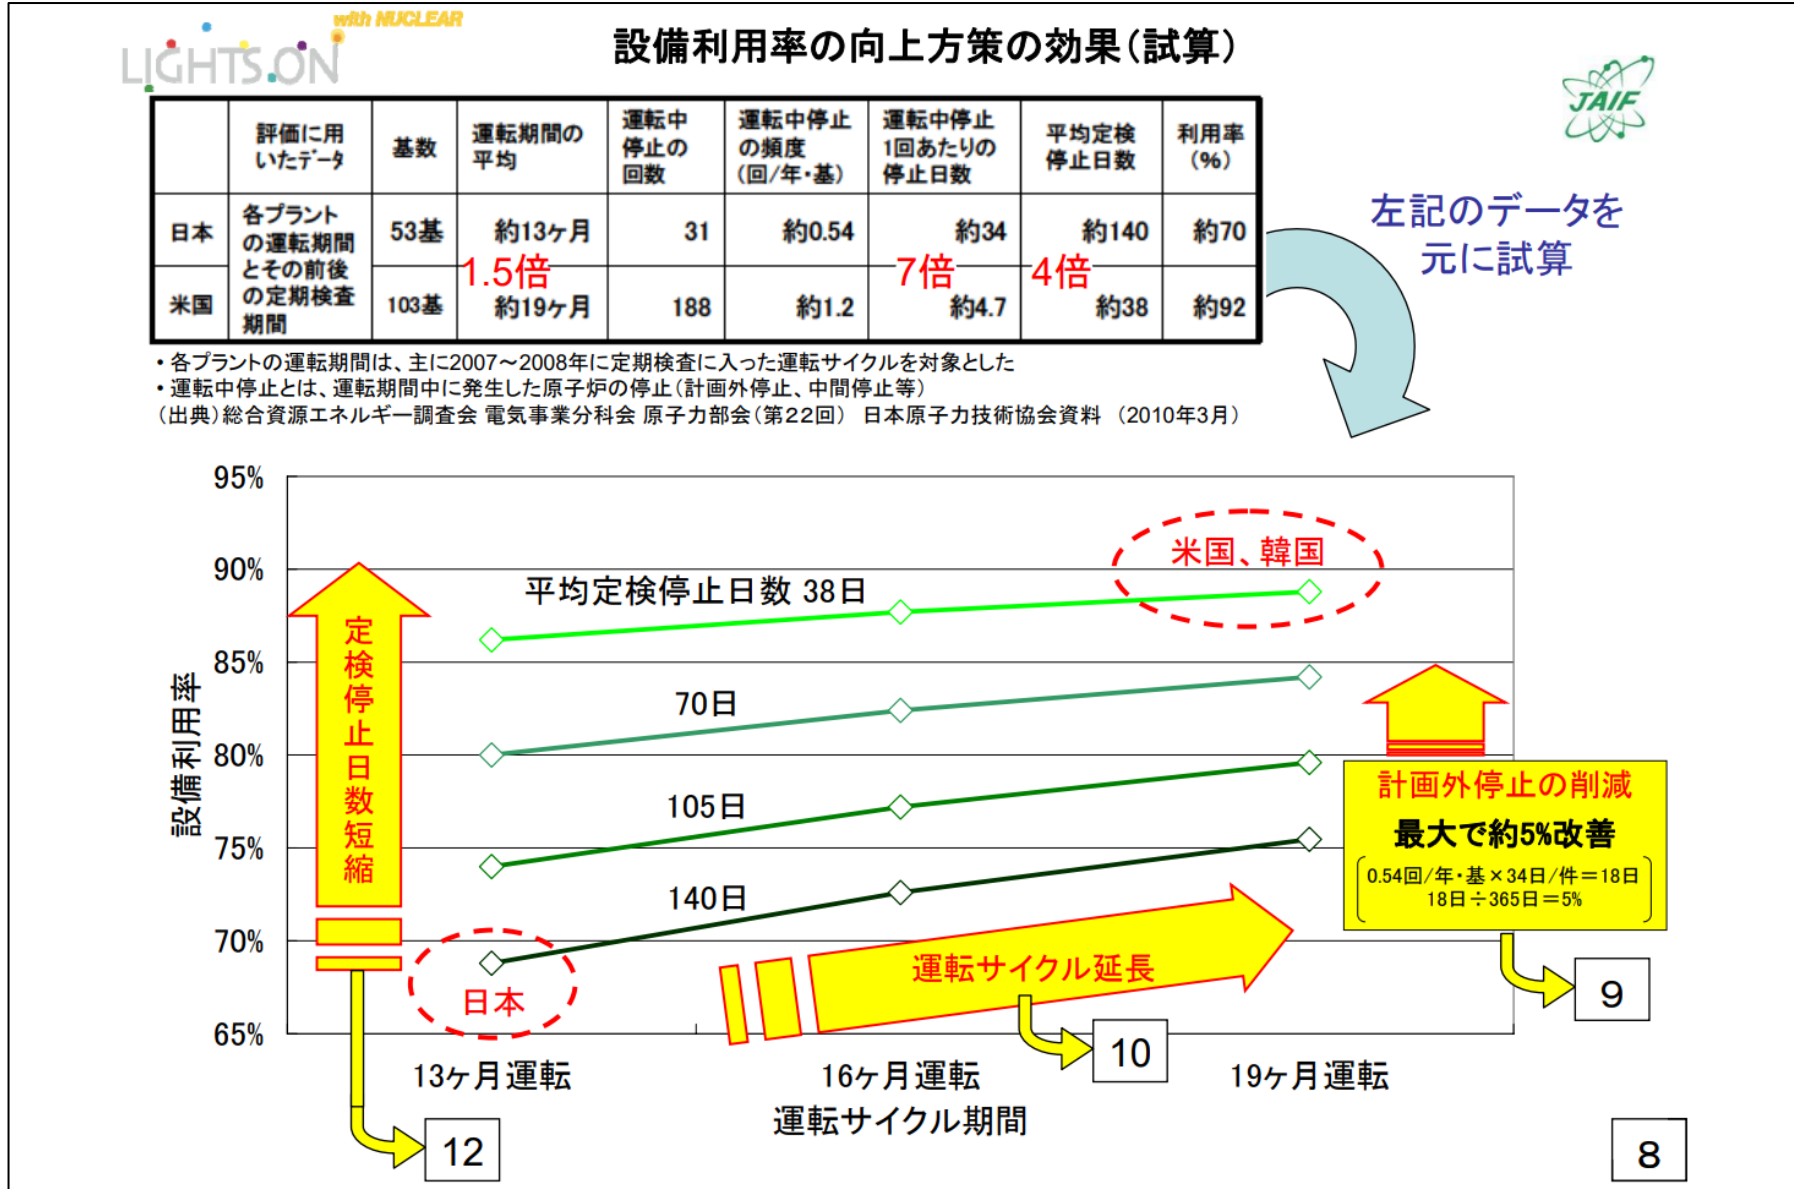 with NUCLEAR
LIGHTS ON
設備利用率の向上方策の効果(試算)
JAIF
評価に用いたデータ 基数 運転期間の平均 運転中停止の回数 運転中停止の頻度(回/年・基) 運転中停止1回あたりの停止日数 平均定検停止日数 利用率(%)
日本 各プラントの運転期間とその前後の定期検査期間 53基 約13ヶ月 31 約0.54 約34 約140 約70
1.5倍 7倍 4倍
米国 103基 約19ヶ月 188 約1.2 約4.7 約38 約92
左記のデータを
元に試算
・各プラントの運転期間は、主に2007～2008年に定期検査に入った運転サイクルを対象とした
・運転中停止とは、運転期間中に発生した原子炉の停止(計画外停止、中間停止等)
(出典)総合資源エネルギー調査会 電気事業分科会 原子力部会(第22回) 日本原子力技術協会資料 (2010年3月)
設備利用率
95%
90%
85%
80%
75%
70%
65%
定検停止日数短縮
平均定検停止日数 38日
70日
105日
140日
米国、韓国
日本
運転サイクル延長
計画外停止の削減
最大で約5%改善
0.54回/年・基×34日/件=18日
18日÷365日=5%
9
10
12
13ヶ月運転 16ヶ月運転 19ヶ月運転
運転サイクル期間
8